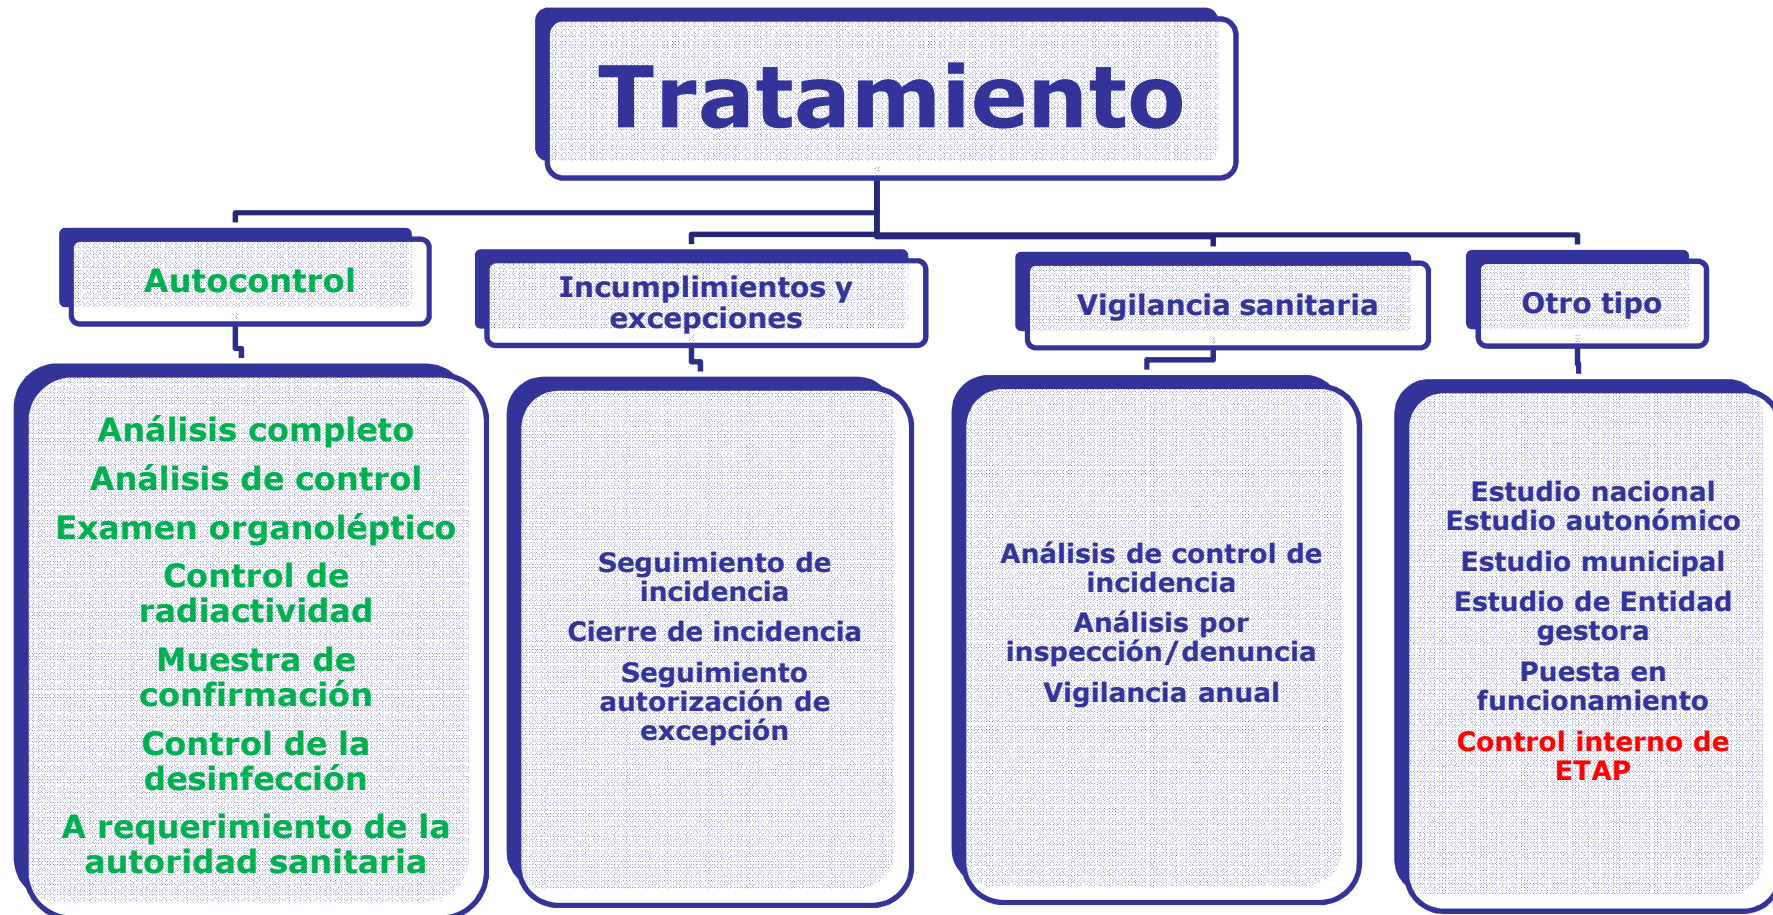 Tratamiento
Autocontrol
Análisis completo
Análisis de control
Examen organoléptico
Control de
radiactividad
Muestra de
confirmación
Control de la
desinfección
A requerimiento de la
autoridad sanitaria
Incumplimientos y
excepciones
Seguimiento de
incidencia
Cierre de incidencia
Seguimiento
autorización de
excepción
Vigilancia sanitaria
Análisis de control de
incidencia
Análisis por
inspección/denuncia
Vigilancia anual
Otro tipo
Estudio nacional
Estudio autonómico
Estudio municipal
Estudio de Entidad
gestora
Puesta en
funcionamiento
Control interno de
ETAP